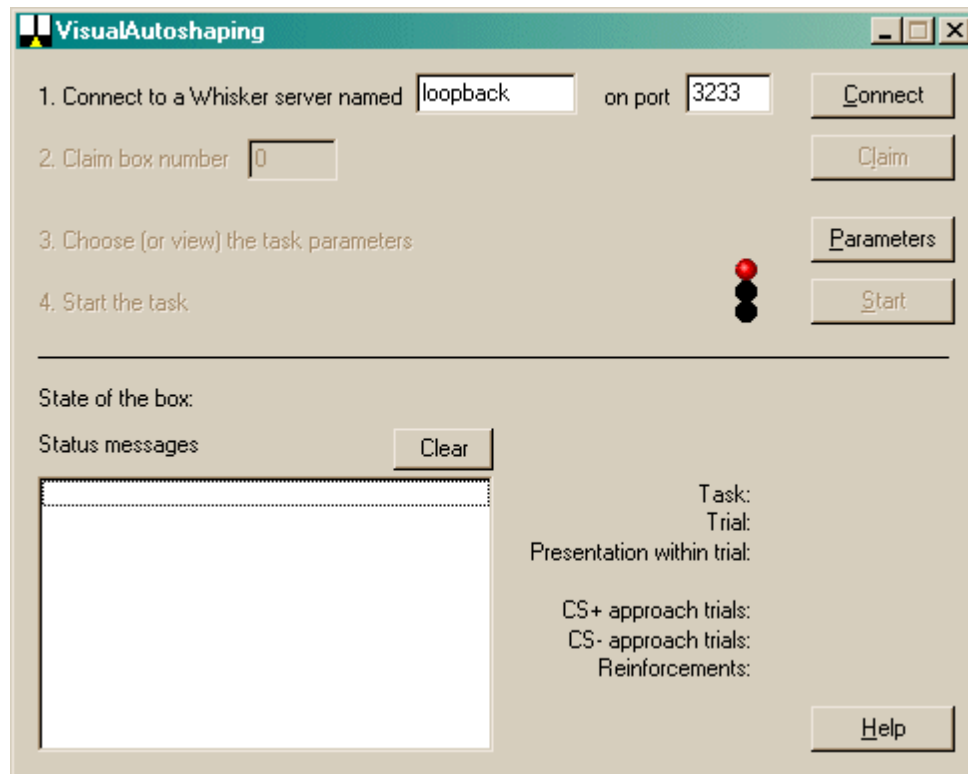 VisualAutoshaping
1. Connect to a Whisker server named loopback on port 3233 Connect
2. Claim box number 0 Claim
3. Choose (or view) the task parameters Parameters
4. Start the task Start
State of the box:
Status messages Clear
Task:
Trial:
Presentation within trial:
CS+ approach trials:
CS- approach trials:
Reinforcements:
Help